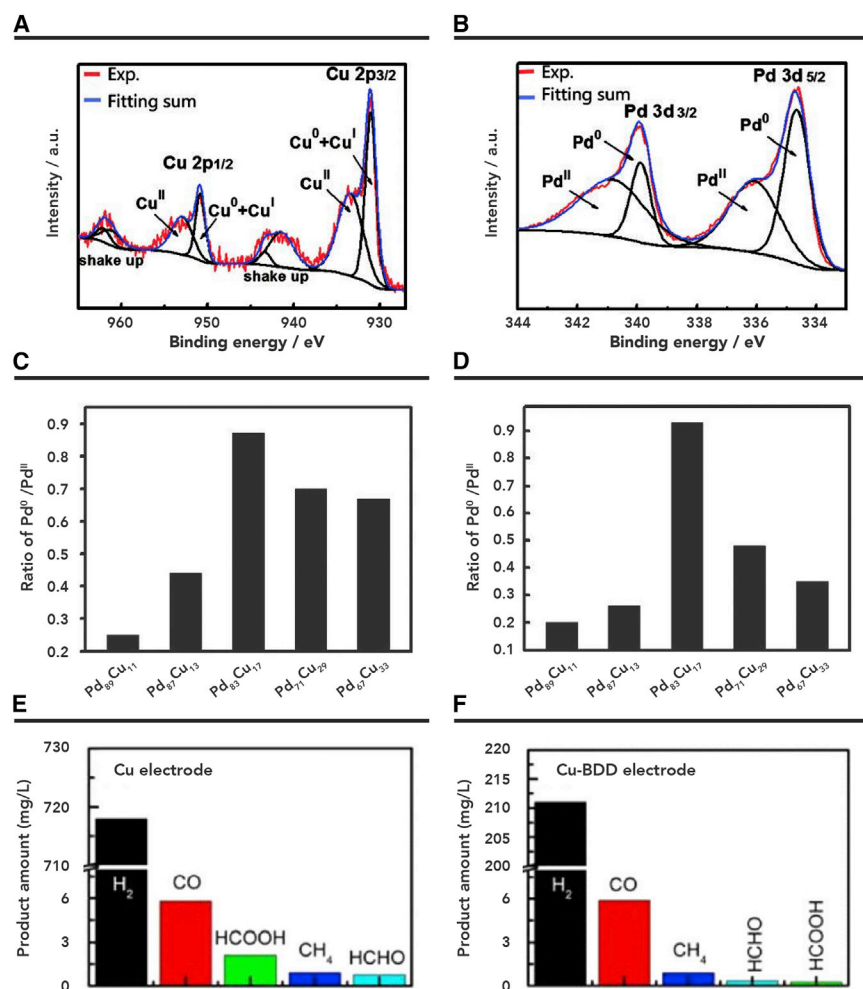 A
B
Exp.
Fitting sum
Cu 2p3/2
Cu⁰+Cuᴵ
Cuᴵᴵ
Cu 2p1/2
Cuᴵᴵ
Cu⁰+Cuᴵ
shake up
shake up
Intensity / a.u.
960 950 940 930
Binding energy / eV
Exp.
Fitting sum
Pd 3d 5/2
Pd 3d 3/2
Pd⁰
Pd⁰
Pdᴵᴵ
Pdᴵᴵ
Intensity / a.u.
344 342 340 338 336 334
Binding energy / eV
C
D
Ratio of Pd⁰ /Pdᴵᴵ
0.9
0.8
0.7
0.6
0.5
0.4
0.3
0.2
Pd₈₉Cu₁₁ Pd₈₇Cu₁₃ Pd₈₃Cu₁₇ Pd₇₁Cu₂₉ Pd₆₇Cu₃₃
Ratio of Pd⁰ /Pdᴵᴵ
0.9
0.8
0.7
0.6
0.5
0.4
0.3
0.2
0.1
Pd₈₉Cu₁₁ Pd₈₇Cu₁₃ Pd₈₃Cu₁₇ Pd₇₁Cu₂₉ Pd₆₇Cu₃₃
E
F
Product amount (mg/L)
730
720
710
6
3
0
Cu electrode
H₂
CO
HCOOH
CH₄
HCHO
Product amount (mg/L)
220
215
210
205
200
6
3
0
Cu-BDD electrode
H₂
CO
CH₄
HCHO
HCOOH